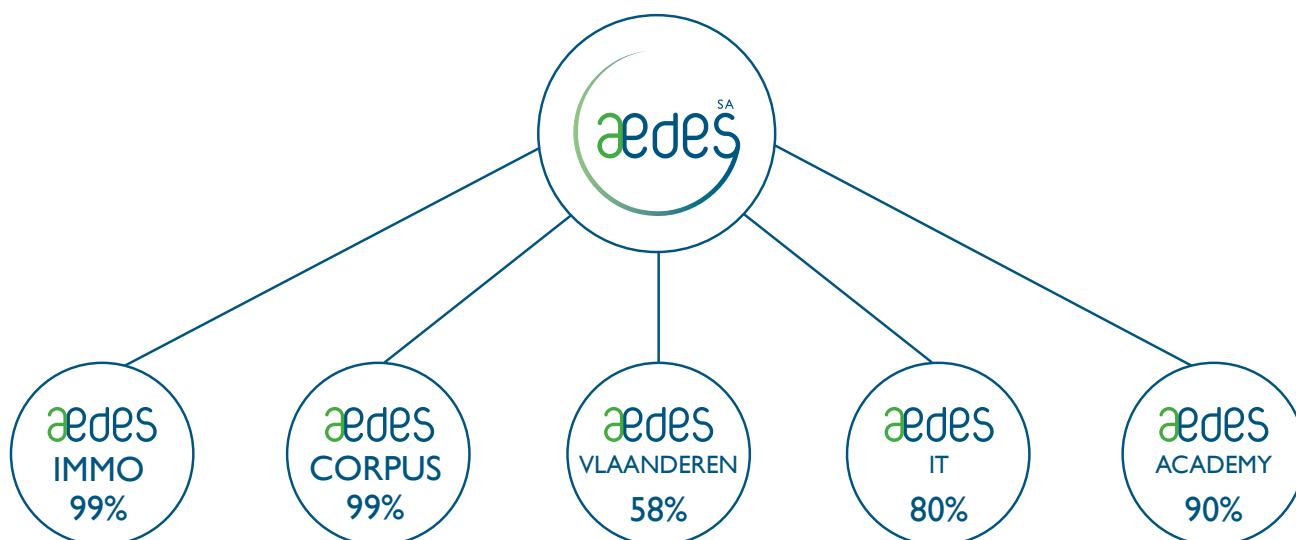 SA
aedes
aedes
IMMO
99%
aedes
CORPUS
99%
aedes
VLAANDEREN
58%
aedes
IT
80%
aedes
ACADEMY
90%